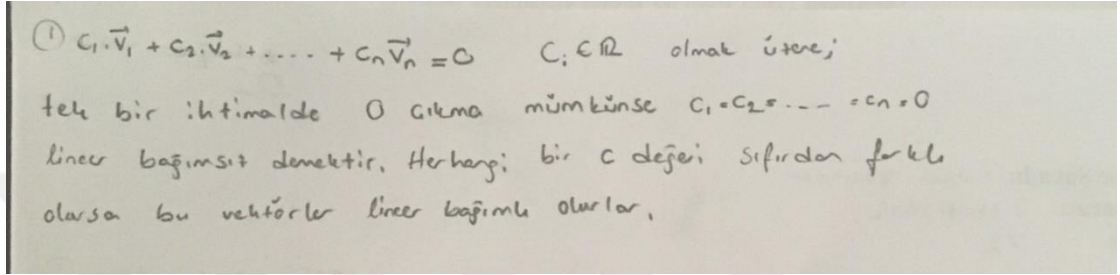 ① C₁.V⃗₁ + C₂.V⃗₂ + ..... + CₙV⃗ₙ = 0 Cᵢ ∈ ℝ olmak üzere;
tek bir ihtimalde 0 çıkma mümkünse C₁=C₂= .... =Cₙ=0
lineer bağımsız demektir. Herhangi bir c değeri sıfırdan farklı
olursa bu vektörler lineer bağımlı olurlar.